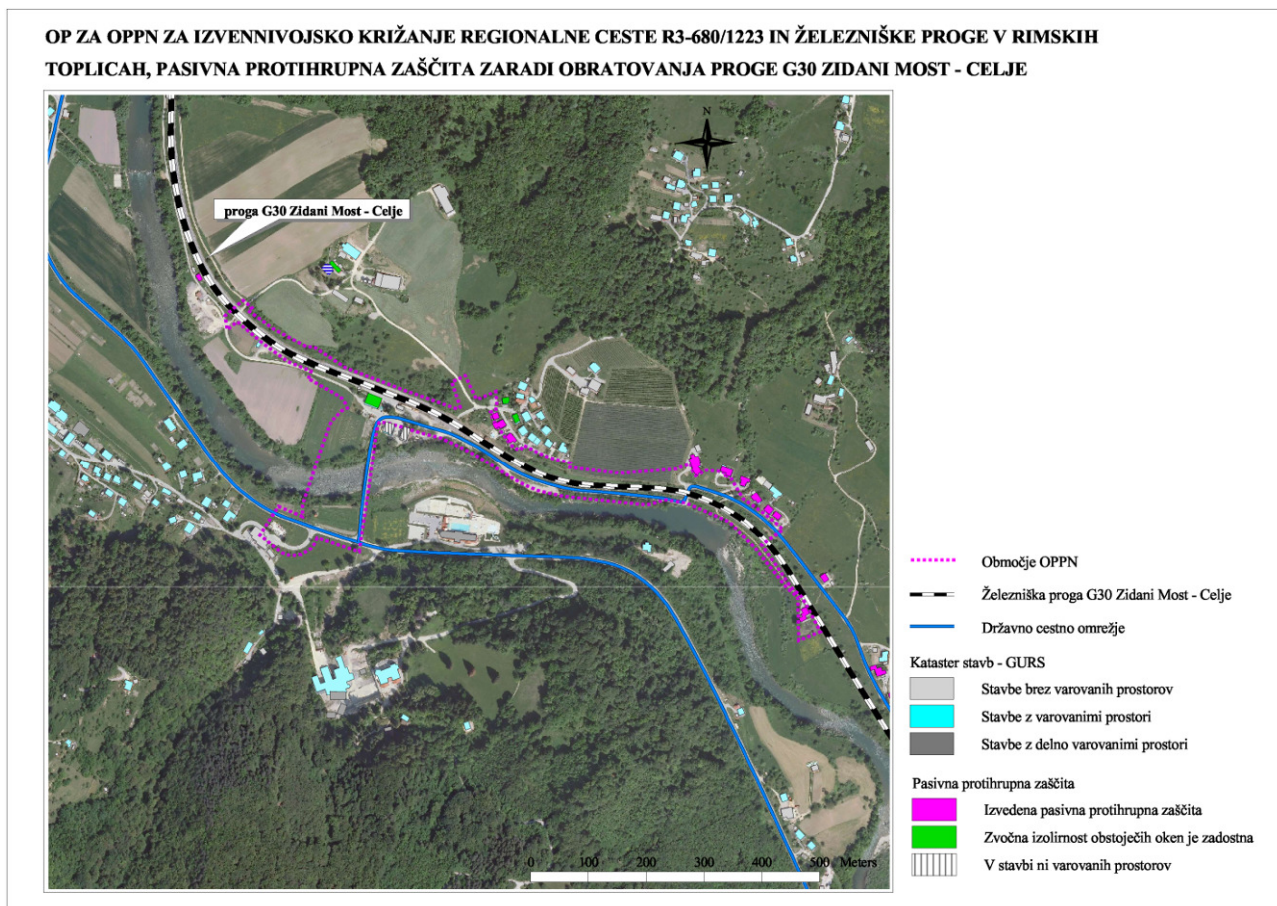 OP ZA OPPN ZA IZVENNIVOJSKO KRIŽANJE REGIONALNE CESTE R3-680/1223 IN ŽELEZNIŠKE PROGE V RIMSKIH
TOPLICAH, PASIVNA PROTIHRUPNA ZAŠČITA ZARADI OBRATOVANJA PROGE G30 ZIDANI MOST - CELJE
N
proga G30 Zidani Most - Celje
Območje OPPN
Železniška proga G30 Zidani Most - Celje
Državno cestno omrežje
Kataster stavb - GURS
Stavbe brez varovanih prostorov
Stavbe z varovanimi prostori
Stavbe z delno varovanimi prostori
Pasivna protihrupna zaščita
Izvedena pasivna protihrupna zaščita
Zvočna izolirnost obstoječih oken je zadostna
V stavbi ni varovanih prostorov
0 100 200 300 400 500 Meters